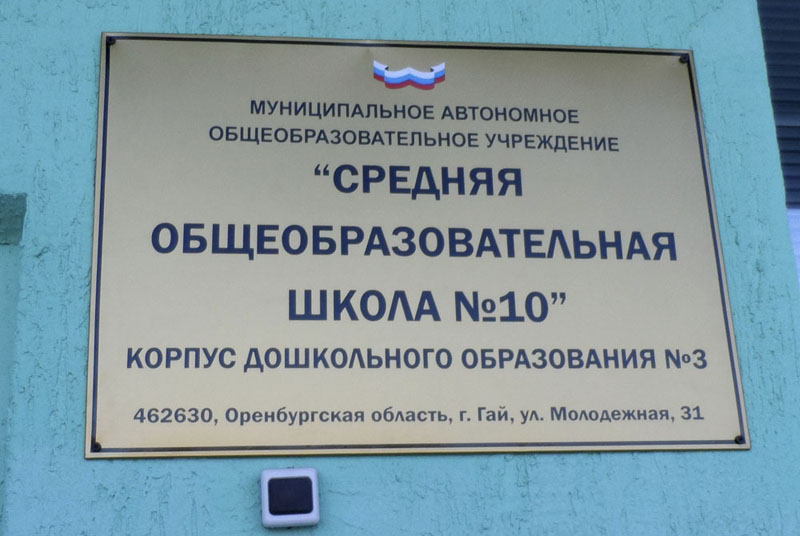 МУНИЦИПАЛЬНОЕ АВТОНОМНОЕ
ОБЩЕОБРАЗОВАТЕЛЬНОЕ УЧРЕЖДЕНИЕ
“СРЕДНЯЯ
ОБЩЕОБРАЗОВАТЕЛЬНАЯ
ШКОЛА №10”
КОРПУС ДОШКОЛЬНОГО ОБРАЗОВАНИЯ №3
462630, Оренбургская область, г. Гай, ул. Молодежная, 31